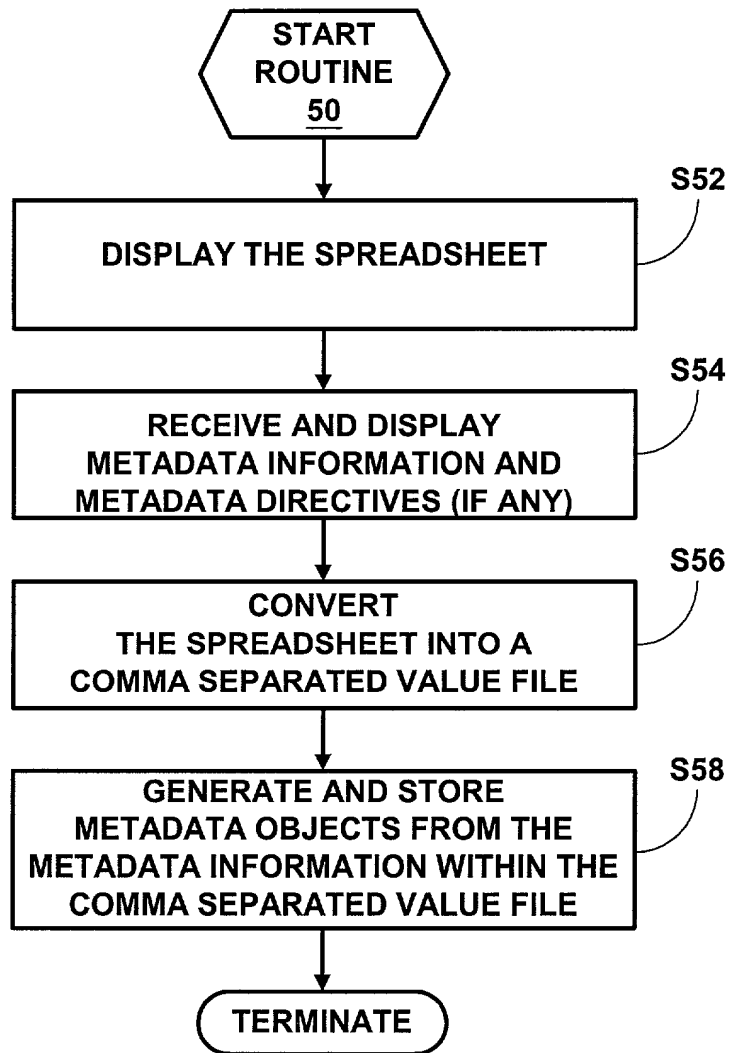 START
ROUTINE
50
S52
DISPLAY THE SPREADSHEET
S54
RECEIVE AND DISPLAY
METADATA INFORMATION AND
METADATA DIRECTIVES (IF ANY)
S56
CONVERT
THE SPREADSHEET INTO A
COMMA SEPARATED VALUE FILE
S58
GENERATE AND STORE
METADATA OBJECTS FROM THE
METADATA INFORMATION WITHIN THE
COMMA SEPARATED VALUE FILE
TERMINATE